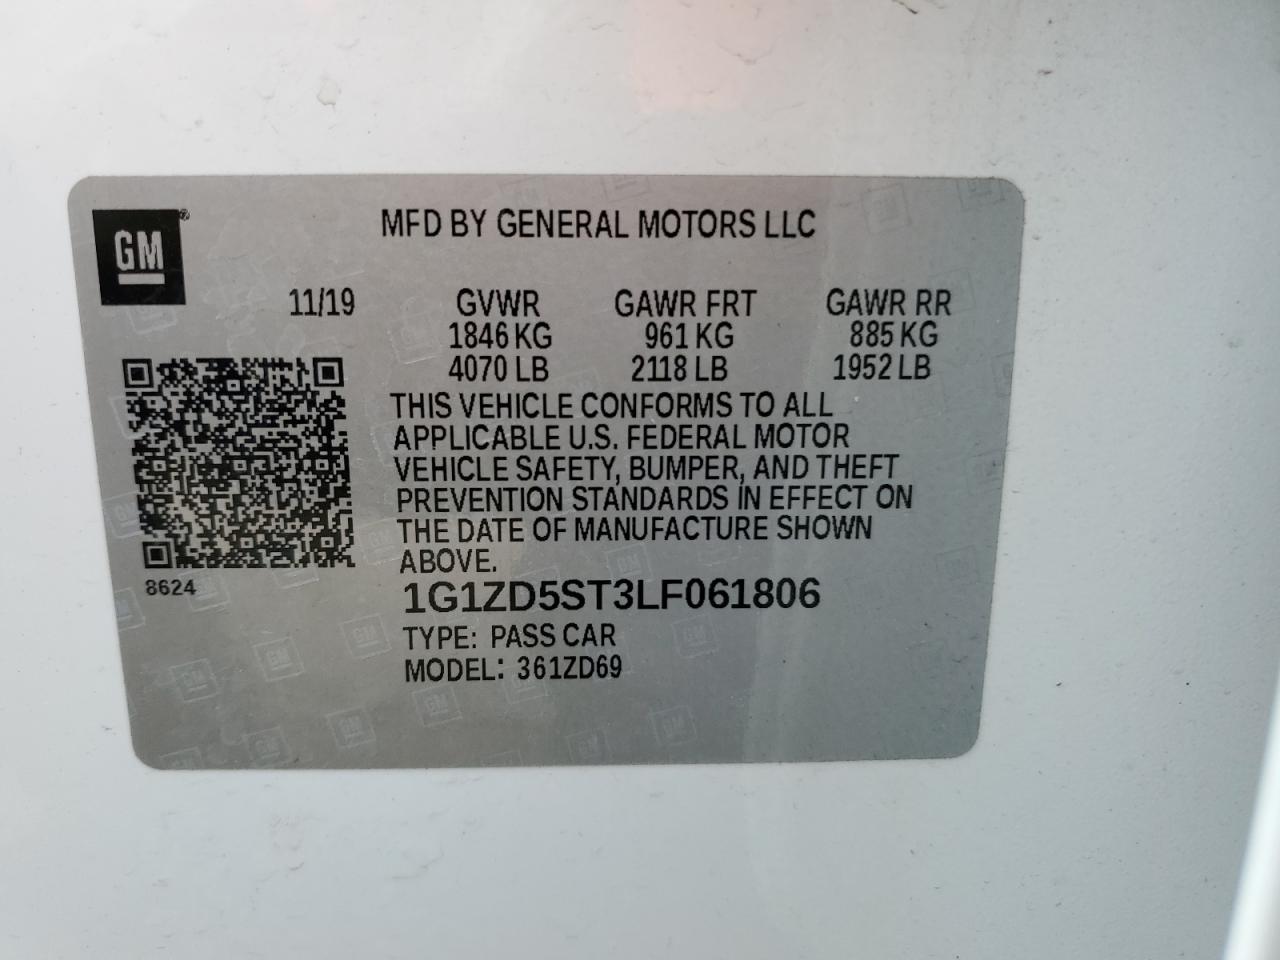 GM®
MFD BY GENERAL MOTORS LLC
11/19 GVWR GAWR FRT GAWR RR
1846 KG 961 KG 885 KG
4070 LB 2118 LB 1952 LB
THIS VEHICLE CONFORMS TO ALL
APPLICABLE U.S. FEDERAL MOTOR
VEHICLE SAFETY, BUMPER, AND THEFT
PREVENTION STANDARDS IN EFFECT ON
THE DATE OF MANUFACTURE SHOWN
ABOVE.
8624
1G1ZD5ST3LF061806
TYPE: PASS CAR
MODEL: 361ZD69